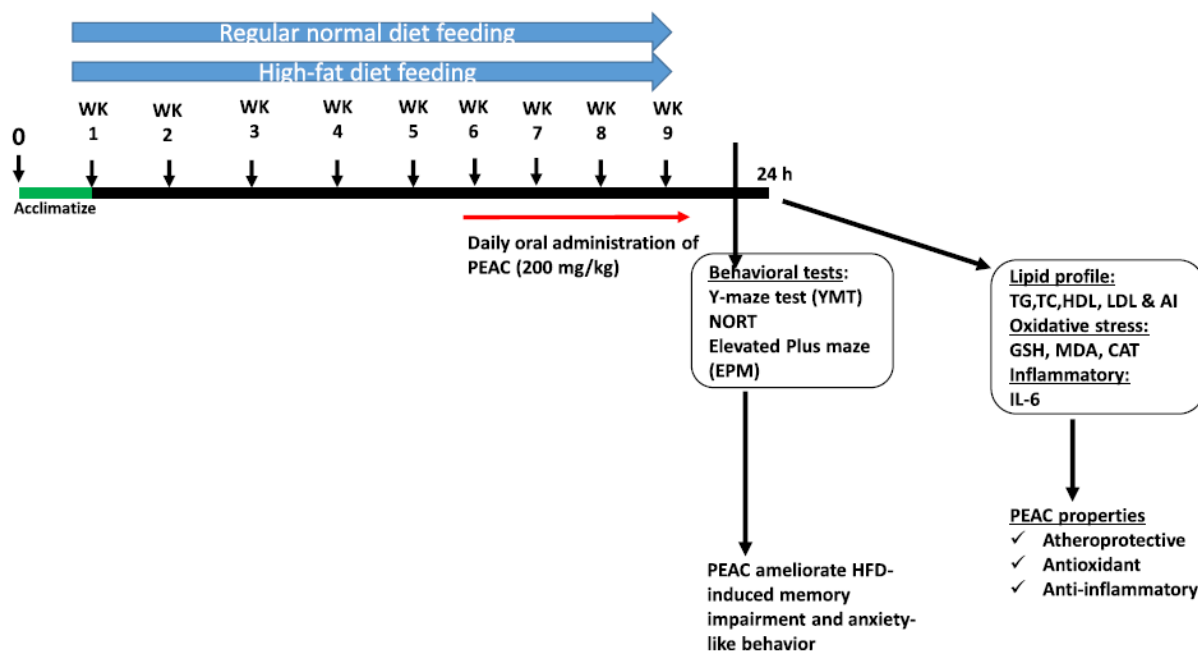 Regular normal diet feeding
High-fat diet feeding
WK WK WK WK WK WK WK WK WK
0 1 2 3 4 5 6 7 8 9
24 h
Acclimatize
Daily oral administration of
PEAC (200 mg/kg)
Behavioral tests:
Y-maze test (YMT)
NORT
Elevated Plus maze
(EPM)
Lipid profile:
TG,TC,HDL, LDL & AI
Oxidative stress:
GSH, MDA, CAT
Inflammatory:
IL-6
PEAC ameliorate HFD-
induced memory
impairment and anxiety-
like behavior
PEAC properties
✓ Atheroprotective
✓ Antioxidant
✓ Anti-inflammatory